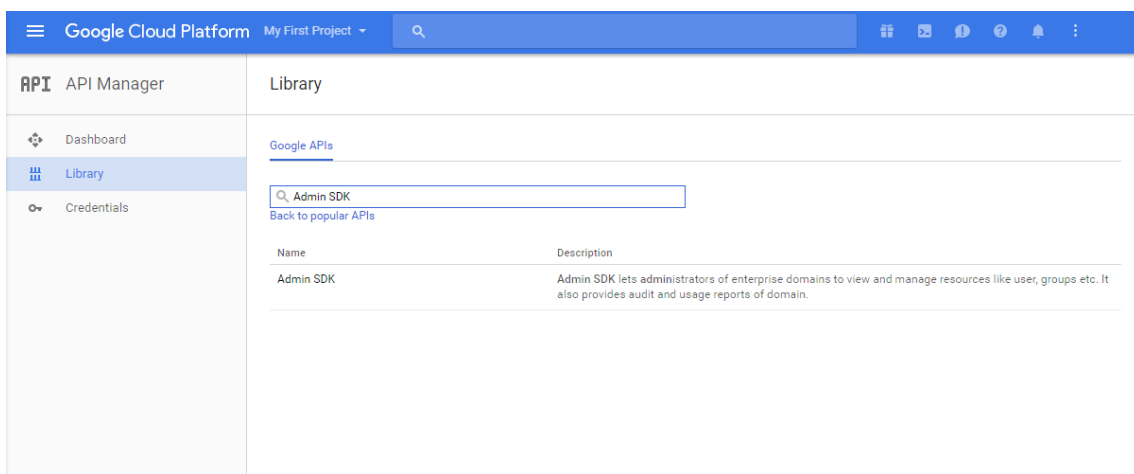 Google Cloud Platform My First Project
API API Manager
Library
Dashboard
Library
Credentials
Google APIs
Admin SDK
Back to popular APIs
Name Description
Admin SDK Admin SDK lets administrators of enterprise domains to view and manage resources like user, groups etc. It
also provides audit and usage reports of domain.